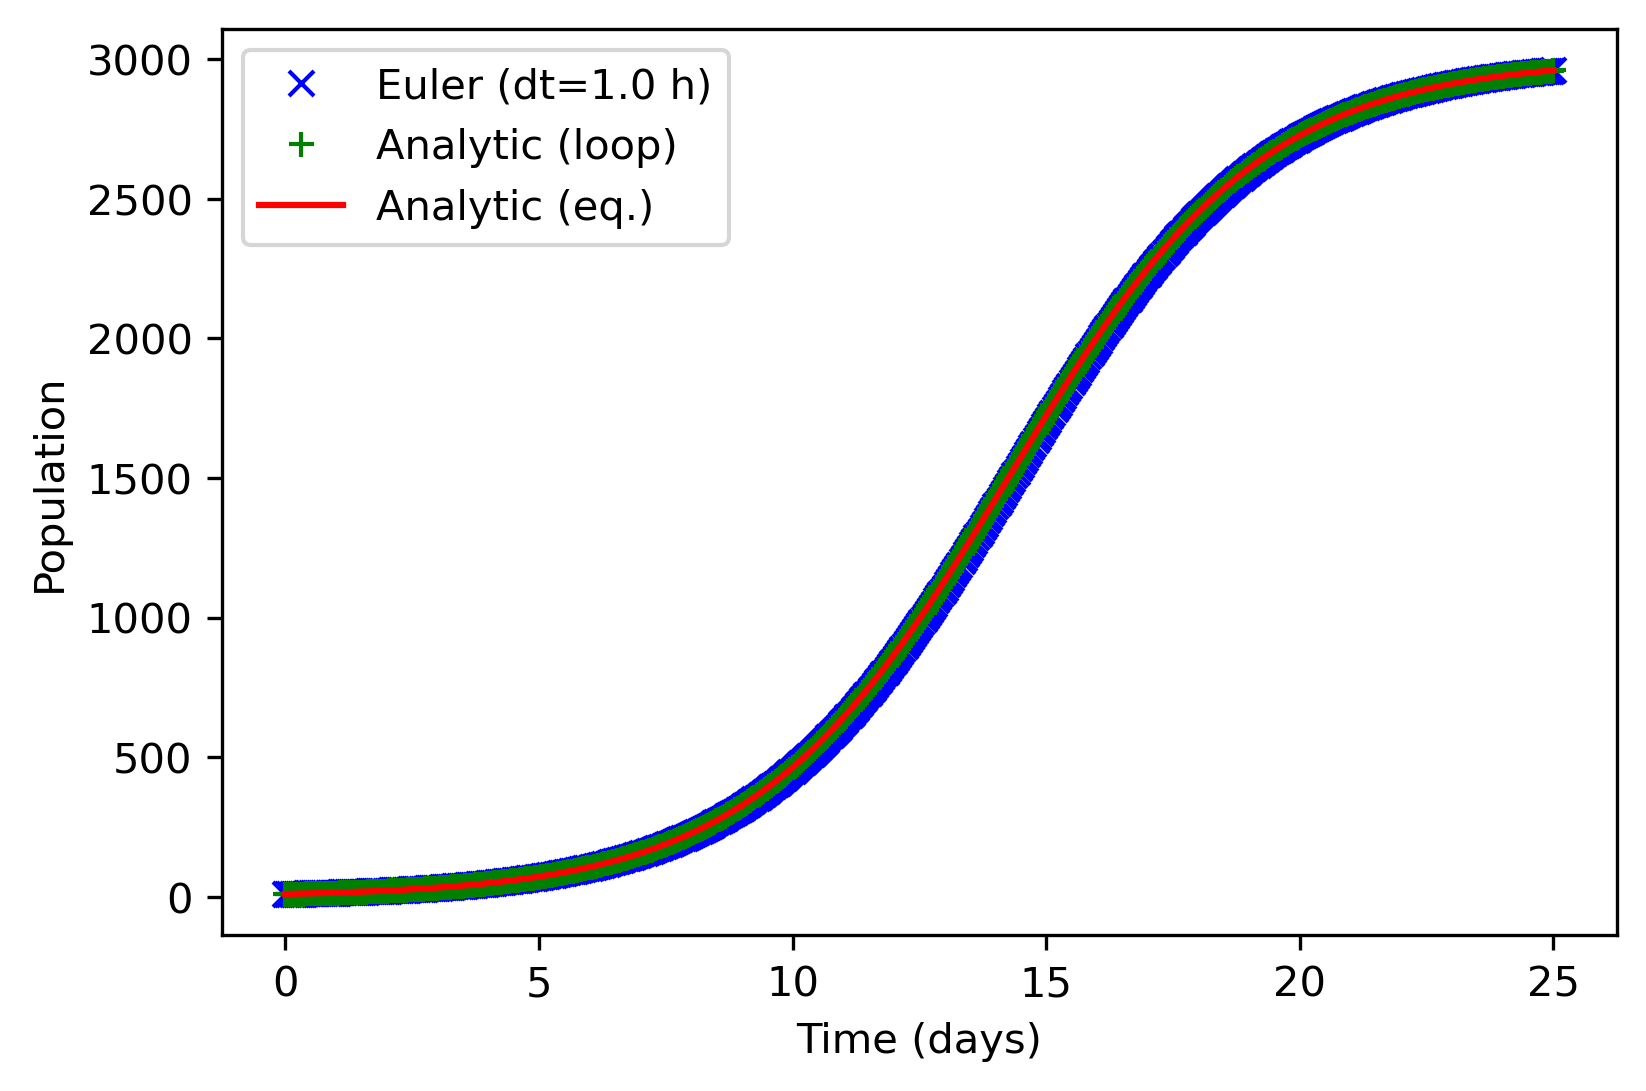 Euler (dt=1.0 h)
Analytic (loop)
Analytic (eq.)
3000
2500
2000
1500
1000
500
0
Population
0 5 10 15 20 25
Time (days)